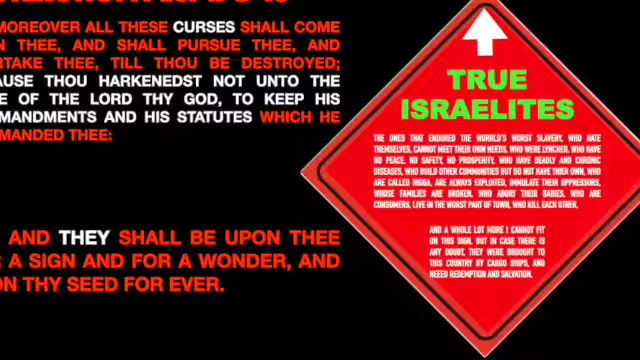 MOREOVER ALL THESE CURSES SHALL COME
THEE, AND SHALL PURSUE THEE, AND
THEE, TILL THOU BE DESTROYED;
THOU HARKENEDST NOT UNTO THE
OF THE LORD THY GOD, TO KEEP HIS
AND HIS STATUTES WHICH HE
THEE:
AND THEY SHALL BE UPON THEE
A SIGN AND FOR A WONDER, AND
THY SEED FOR EVER.
TRUE
ISRAELITES
THE ONES THAT ENDURED THE WORRLD'S WORST SLAVERY, WHO HATE
THEMSELVES, CANNOT MEET THEIR OWN NEEDS, WHO WERE LYNCHED, WHO HAVE
NO PEACE, NO SAFETY, NO PROSPERITY, WHO HAVE DEADLY AND CHRONIC
DISEASES, WHO BUILD OTHER COMMUNITIES BUT DO NOT HAVE THIER OWN, WHO
ARE CALLED NIGGA, ARE ALWAYS EXPLOITED, IMMULATE THEIR OPPRESSORS,
WHOSE FAMILIES ARE BROKEN, WHO ABORT THEIR BABIES, WHO ARE
CONSUMERS, LIVE IN THE WORST PART OF TOWN, WHO KILL EACH OTHER,
AND A WHOLE LOT MORE I CANNOT FIT
ON THIS SIGN. BUT IN CASE THERE IS
ANY DOUBT, THEY WERE BROUGHT TO
THIS COUNTRY BY CARGO SHIPS, AND
NEEED REDEMPTION AND SALVATION.